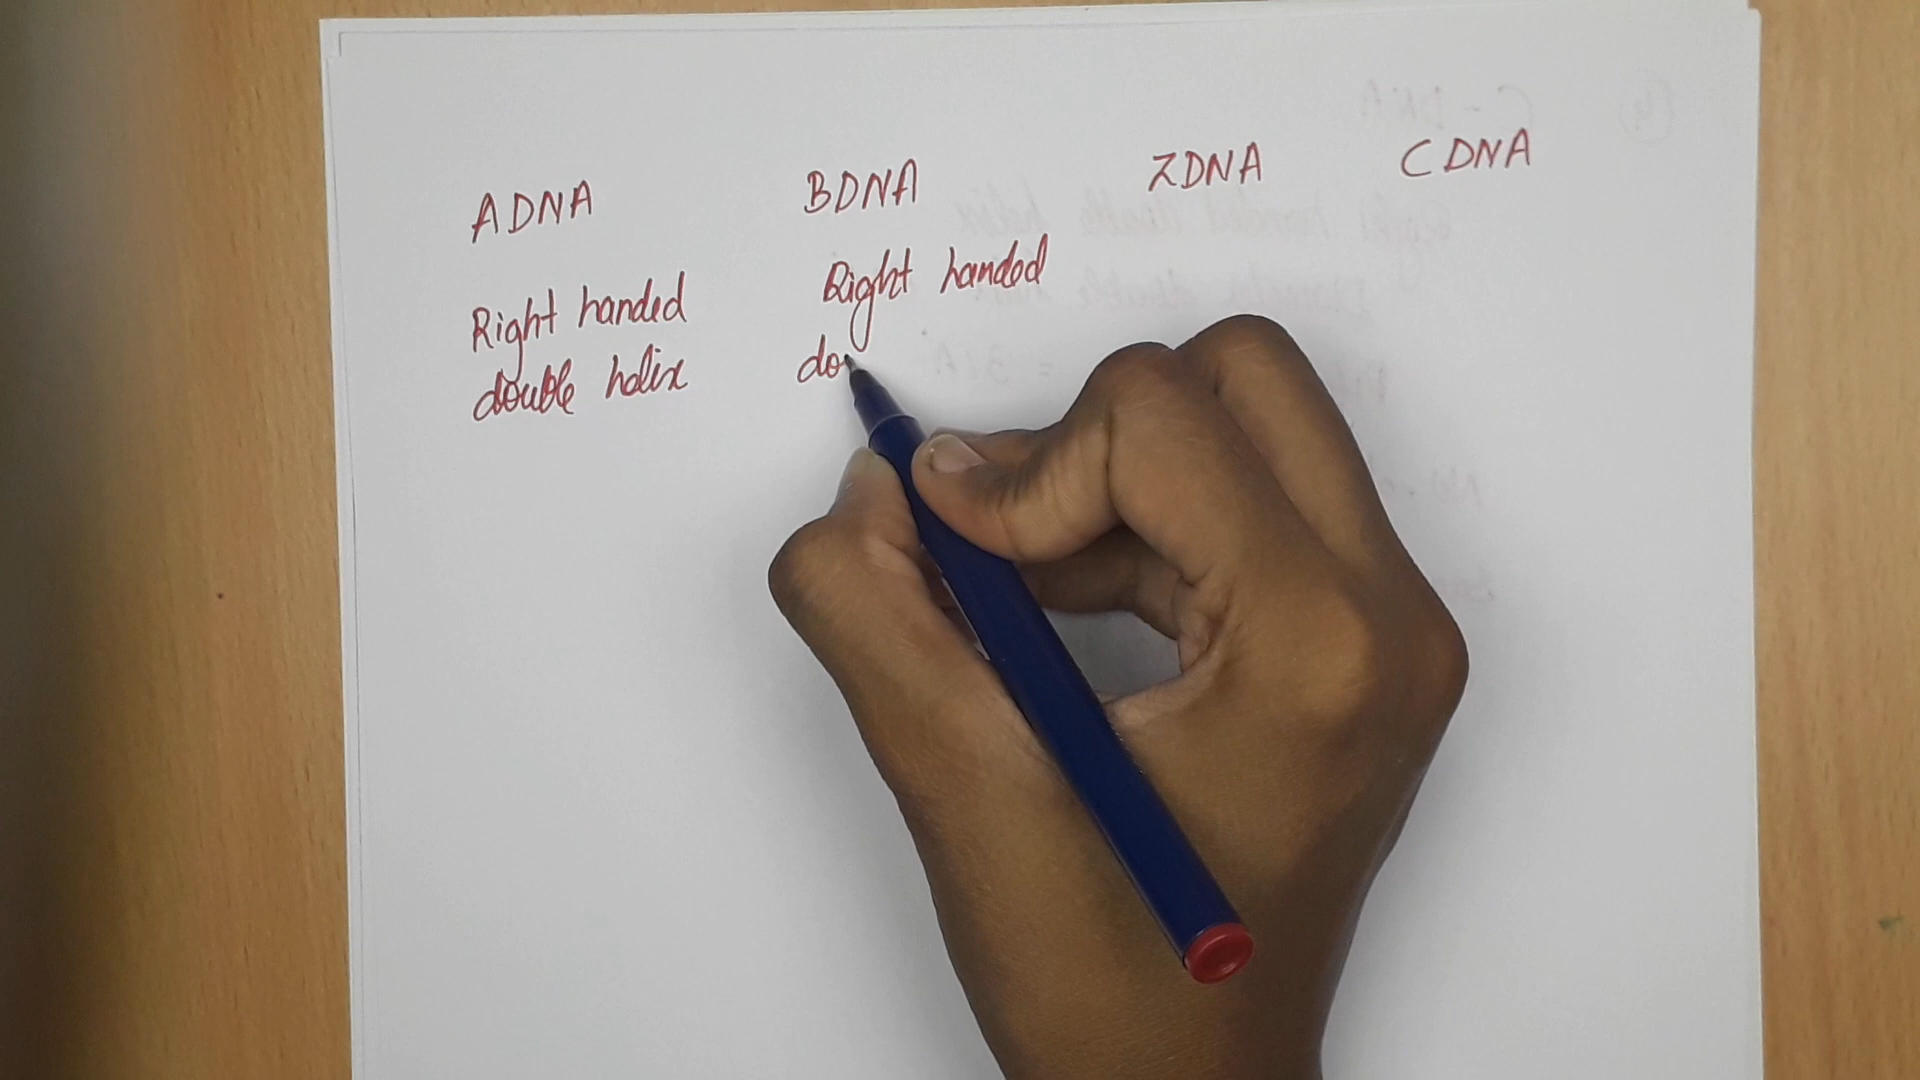 ADNA BDNA ZDNA CDNA
Right handed Right handed
double helix do